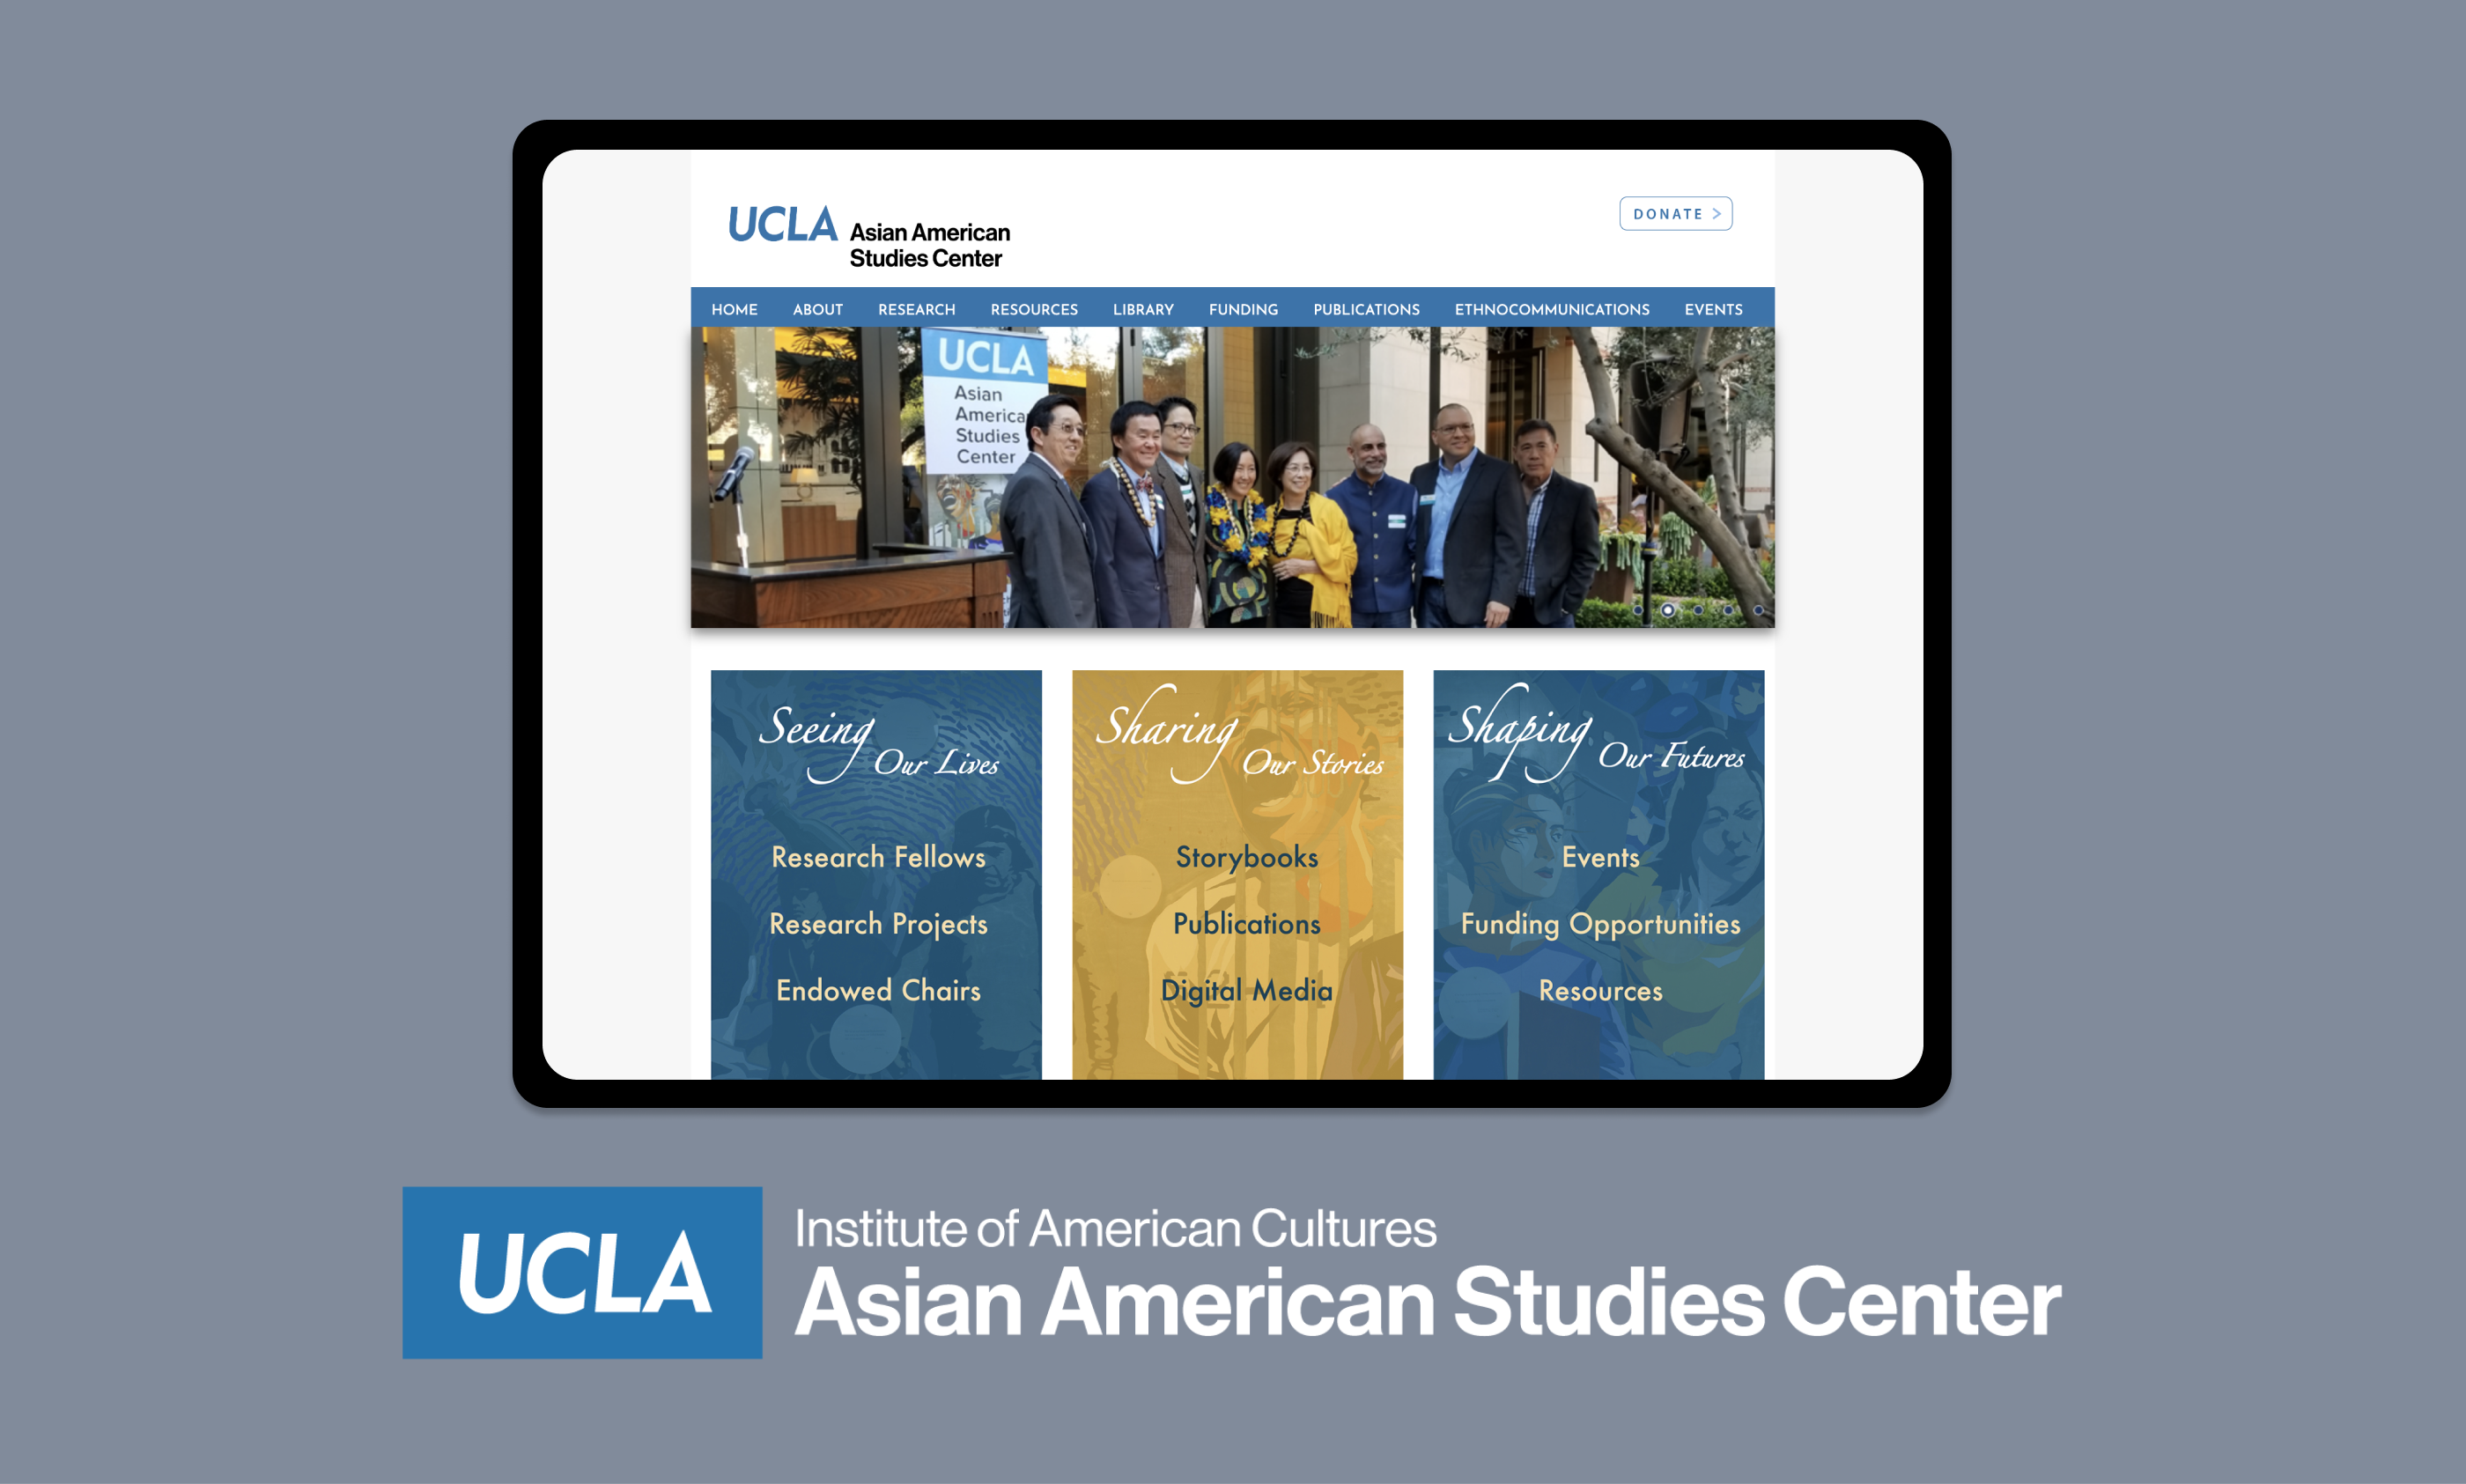 UCLA Asian American
Studies Center
DONATE >
HOME ABOUT RESEARCH RESOURCES LIBRARY FUNDING PUBLICATIONS ETHNOCOMMUNICATIONS EVENTS
UCLA
Asian
America
Studies
Center
Seeing
Our Lives
Research Fellows
Research Projects
Endowed Chairs
Sharing
Our Stories
Storybooks
Publications
Digital Media
Shaping
Our Futures
Events
Funding Opportunities
Resources
UCLA
Institute of American Cultures
Asian American Studies Center